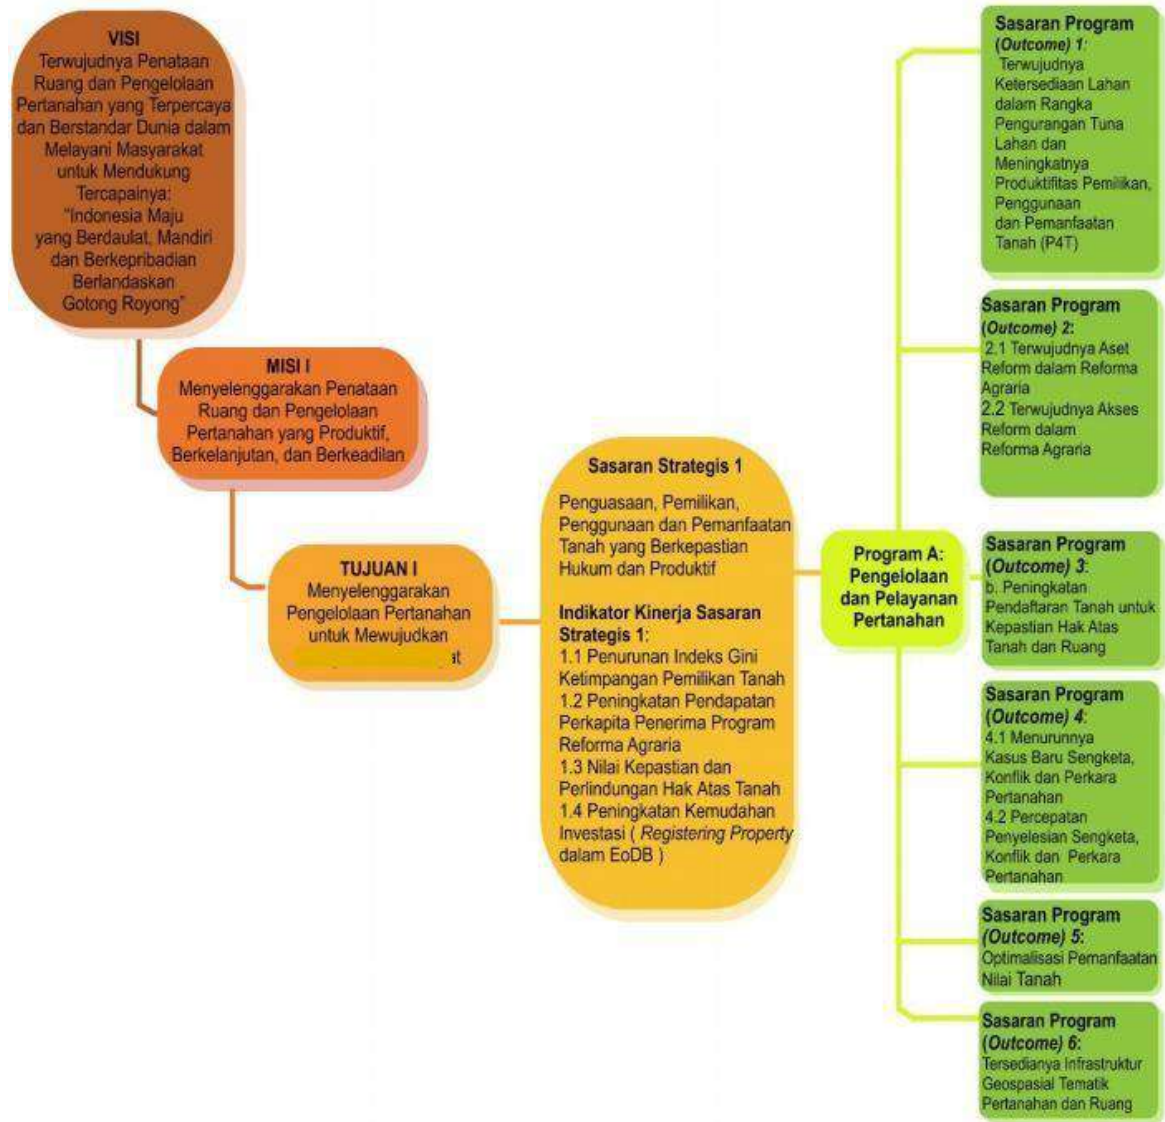 VISI
Terwujudnya Penataan
Ruang dan Pengelolaan
Pertanahan yang Terpercaya
dan Berstandar Dunia dalam
Melayani Masyarakat
untuk Mendukung
Tercapainya:
"Indonesia Maju
yang Berdaulat, Mandiri
dan Berkepribadian
Berlandaskan
Gotong Royong"
MISI I
Menyelenggarakan Penataan
Ruang dan Pengelolaan
Pertanahan yang Produktif,
Berkelanjutan, dan Berkeadilan
TUJUAN I
Menyelenggarakan
Pengelolaan Pertanahan
untuk Mewujudkan
Sasaran Strategis 1
Penguasaan, Pemilikan,
Penggunaan dan Pemanfaatan
Tanah yang Berkepastian
Hukum dan Produktif
Indikator Kinerja Sasaran
Strategis 1:
1.1 Penurunan Indeks Gini
Ketimpangan Pemilikan Tanah
1.2 Peningkatan Pendapatan
Perkapita Penerima Program
Reforma Agraria
1.3 Nilai Kepastian dan
Perlindungan Hak Atas Tanah
1.4 Peningkatan Kemudahan
Investasi ( Registering Property
dalam EoDB )
Program A:
Pengelolaan
dan Pelayanan
Pertanahan
Sasaran Program
(Outcome) 1:
Terwujudnya
Ketersediaan Lahan
dalam Rangka
Pengurangan Tuna
Lahan dan
Meningkatnya
Produktifitas Pemilikan,
Penggunaan
dan Pemanfaatan
Tanah (P4T)
Sasaran Program
(Outcome) 2:
2.1 Terwujudnya Aset
Reform dalam Reforma
Agraria
2.2 Terwujudnya Akses
Reform dalam
Reforma Agraria
Sasaran Program
(Outcome) 3:
b. Peningkatan
Pendaftaran Tanah untuk
Kepastian Hak Atas
Tanah dan Ruang
Sasaran Program
(Outcome) 4:
4.1 Menurunnya
Kasus Baru Sengketa,
Konflik dan Perkara
Pertanahan
4.2 Percepatan
Penyelesian Sengketa,
Konflik dan Perkara
Pertanahan
Sasaran Program
(Outcome) 5:
Optimalisasi Pemanfaatan
Nilai Tanah
Sasaran Program
(Outcome) 6:
Tersedianya Infrastruktur
Geospasial Tematik
Pertanahan dan Ruang